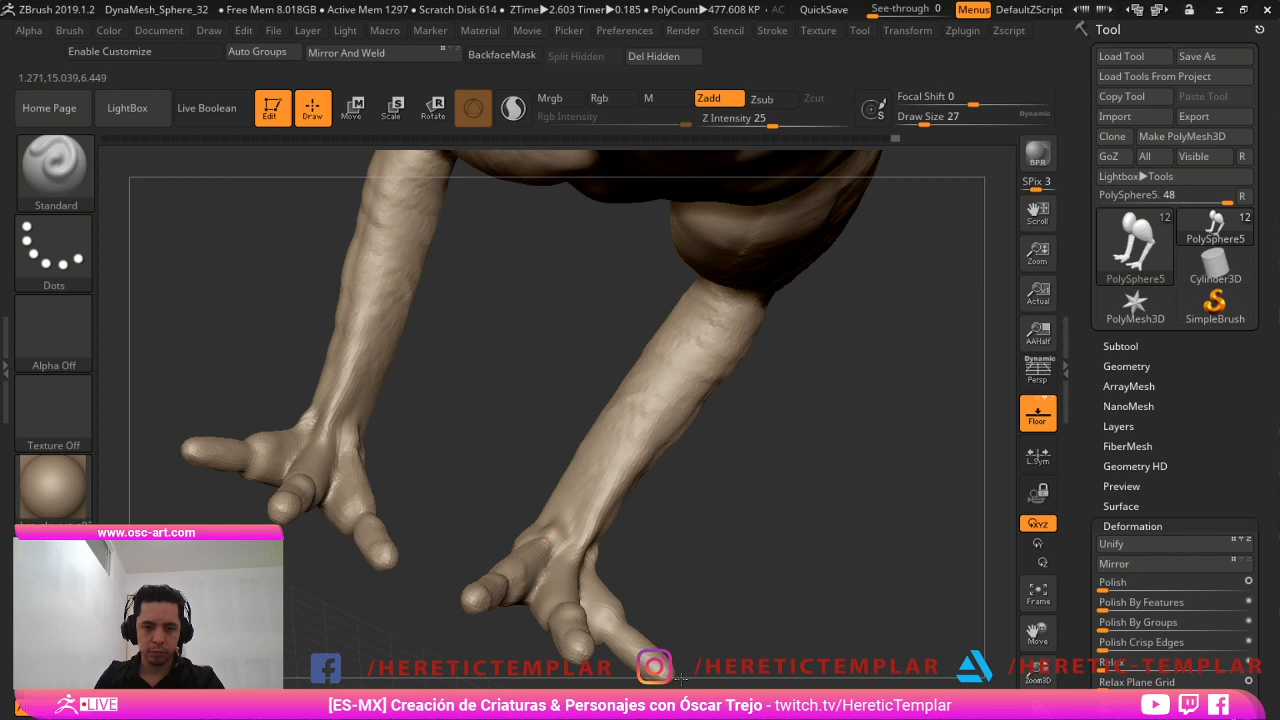 ZBrush 2019.1.2 DynaMesh_Sphere_32 • Free Memory 8.018GB • Active Memory 1297 • Scratch Disk 614 • ZTime▶2.603 Timer▶0.185 • PolyCount▶477.608 KP • AC QuickSave See-through 0 Menus DefaultZScript
Alpha Brush Color Document Draw Edit File Layer Light Macro Marker Material Movie Picker Preferences Render Stencil Stroke Texture Tool Transform Zplugin Zscript
Enable Customize Auto Groups Mirror And Weld BackfaceMask Split Hidden Del Hidden
1.271,15.039,6.449
Home Page LightBox Live Boolean Edit Draw Move Scale Rotate
Mrgb Rgb M Zadd Zsub Zcut Focal Shift 0
Rgb Intensity Z Intensity 25 Draw Size 27 Dynamic
Standard
Dots
Alpha Off
Texture Off
BPR
SPix 3
Scroll
Zoom
Actual
AAHalf
Dynamic
Persp
Floor
L.Sym
XYZ
Frame
Move
Zoom3D
Tool
Load Tool Save As
Load Tools From Project
Copy Tool Paste Tool
Import Export
Clone Make PolyMesh3D
GoZ All Visible R
Lightbox▶Tools
PolySphere5. 48 R
12 12
PolySphere5
PolySphere5 Cylinder3D
PolyMesh3D SimpleBrush
Subtool
Geometry
ArrayMesh
NanoMesh
Layers
FiberMesh
Geometry HD
Preview
Surface
Deformation
Unify
Mirror
Polish
Polish By Features
Polish By Groups
Polish Crisp Edges
Relax
Relax Plane Grid
www.osc-art.com
/HERETICTEMPLAR /HERETICTEMPLAR /HERETIC-TEMPLAR
LIVE [ES-MX] Creación de Criaturas & Personajes con Óscar Trejo - twitch.tv/HereticTemplar